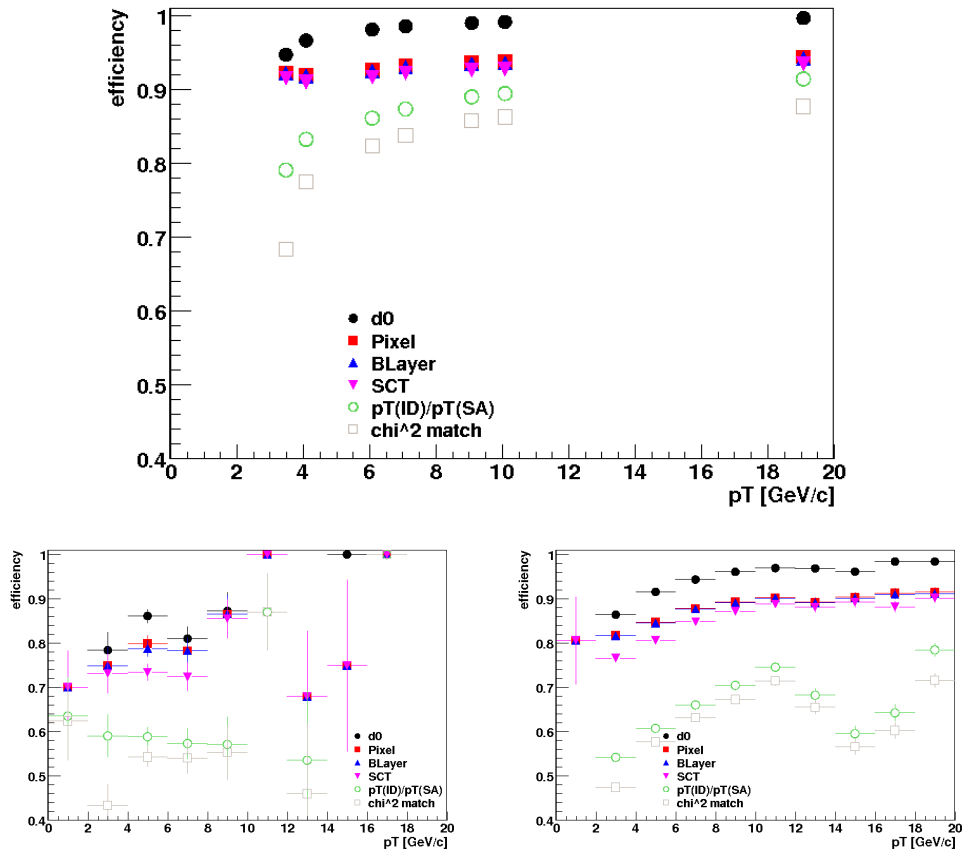 efficiency
1
0.9
0.8
0.7
0.6
0.5
0.4
d0
Pixel
BLayer
SCT
pT(ID)/pT(SA)
chi^2 match
0 2 4 6 8 10 12 14 16 18 20
pT [GeV/c]
efficiency
1
0.9
0.8
0.7
0.6
0.5
0.4
d0
Pixel
BLayer
SCT
pT(ID)/pT(SA)
chi^2 match
0 2 4 6 8 10 12 14 16 18 20
pT [GeV/c]
efficiency
1
0.9
0.8
0.7
0.6
0.5
0.4
d0
Pixel
BLayer
SCT
pT(ID)/pT(SA)
chi^2 match
0 2 4 6 8 10 12 14 16 18 20
pT [GeV/c]